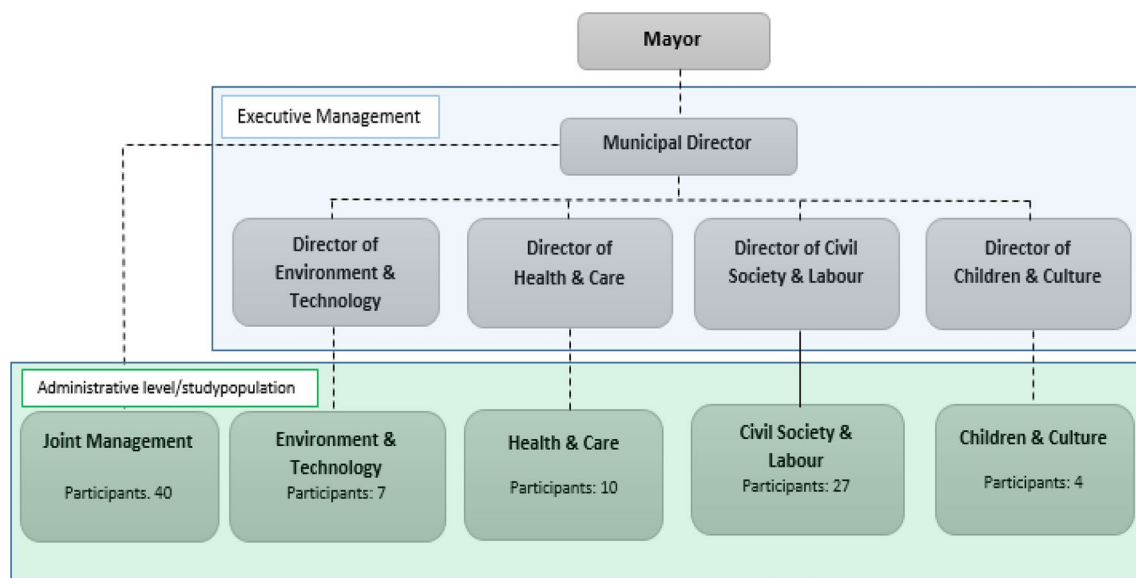 Mayor
Executive Management
Municipal Director
Director of
Environment &
Technology
Director of
Health & Care
Director of Civil
Society & Labour
Director of
Children & Culture
Administrative level/studypopulation
Joint Management
Participants. 40
Environment &
Technology
Participants: 7
Health & Care
Participants: 10
Civil Society &
Labour
Participants: 27
Children & Culture
Participants: 4